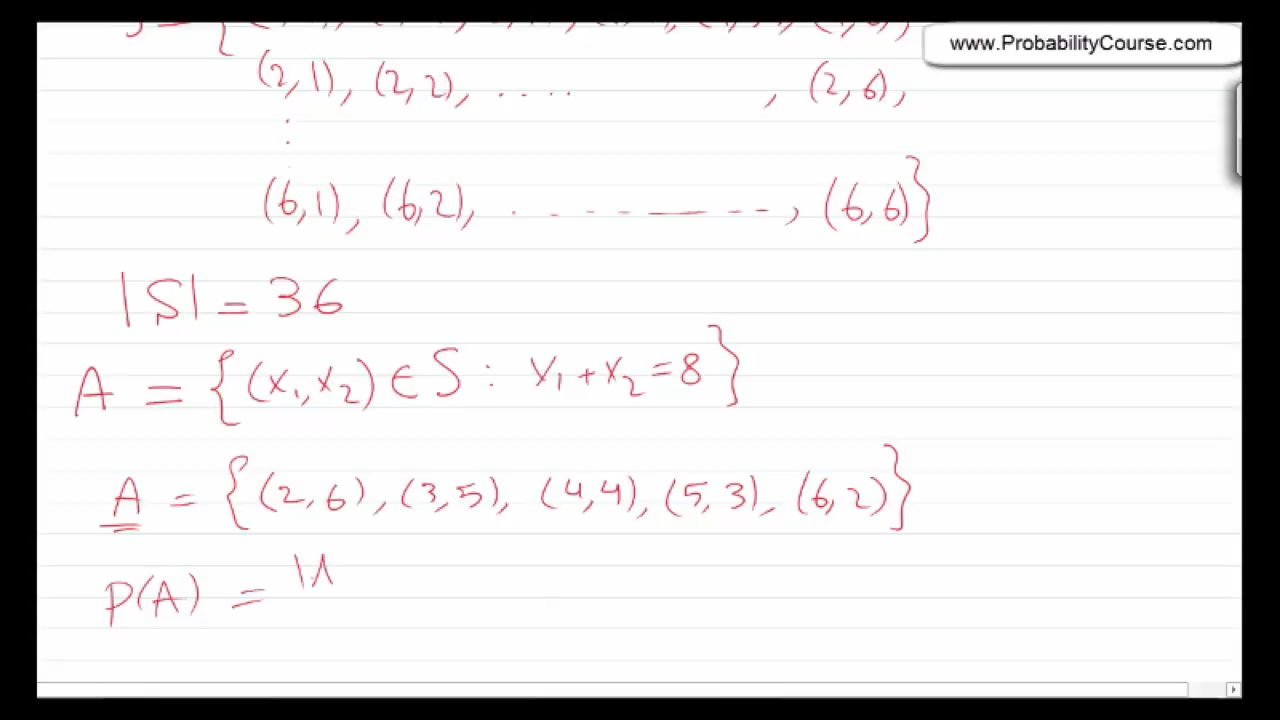 www.ProbabilityCourse.com
(2,1), (2,2), .... , (2,6),
⋮
(6,1), (6,2), . - - — - - , (6,6)}
|S| = 36
A = {(x₁,x₂) ∈ S : x₁+x₂=8}
A = {(2,6), (3,5), (4,4), (5,3), (6,2)}
P(A) =